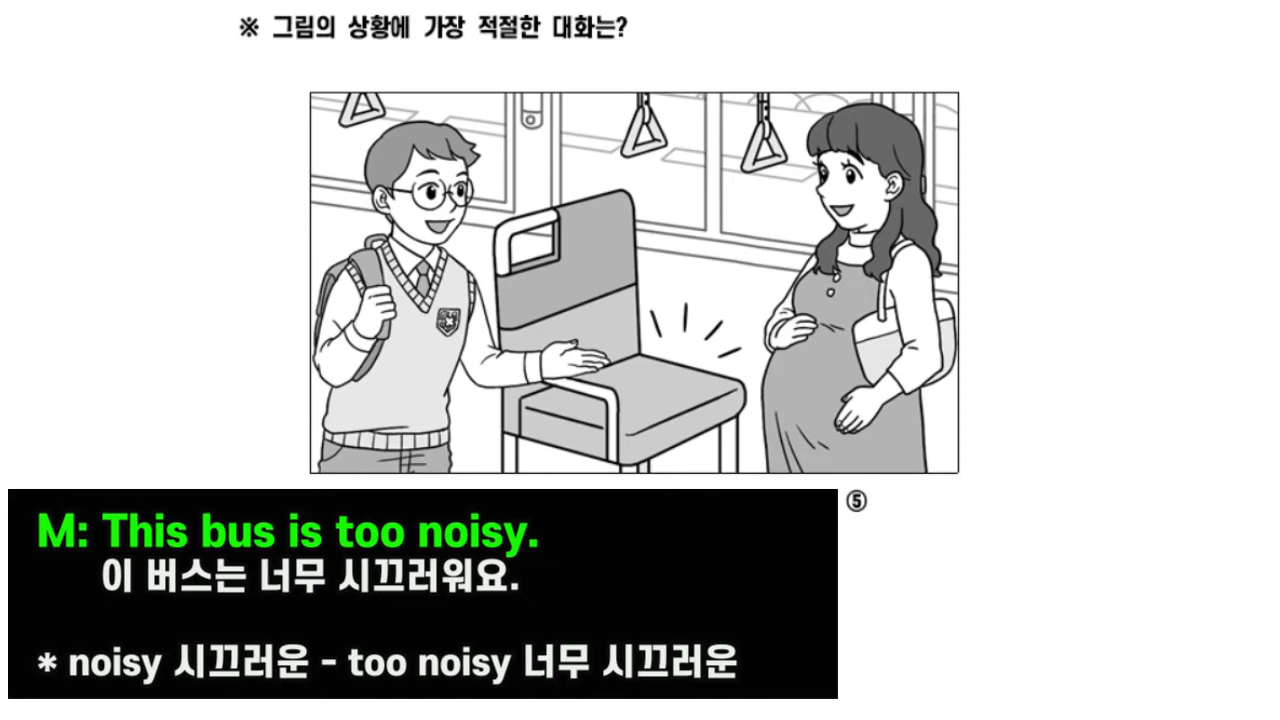 ※ 그림의 상황에 가장 적절한 대화는?
⑤
M: This bus is too noisy.
이 버스는 너무 시끄러워요.
* noisy 시끄러운 - too noisy 너무 시끄러운